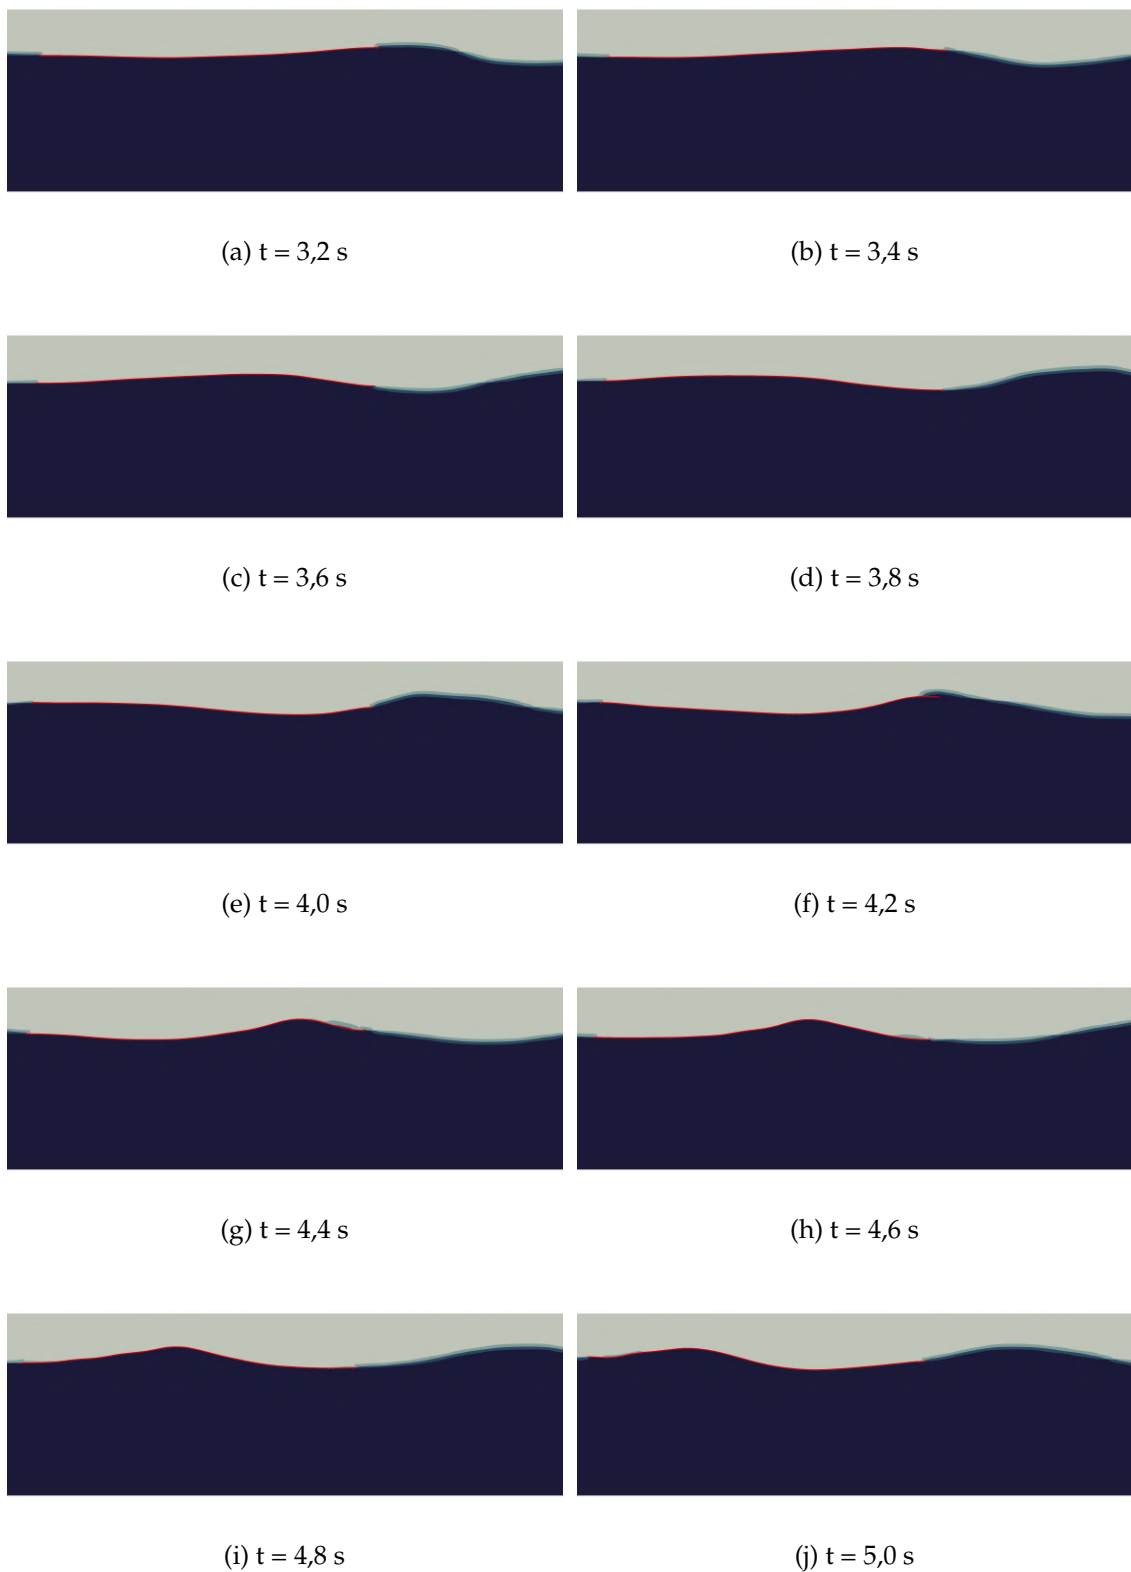 (a) t = 3,2 s
(b) t = 3,4 s
(c) t = 3,6 s
(d) t = 3,8 s
(e) t = 4,0 s
(f) t = 4,2 s
(g) t = 4,4 s
(h) t = 4,6 s
(i) t = 4,8 s
(j) t = 5,0 s